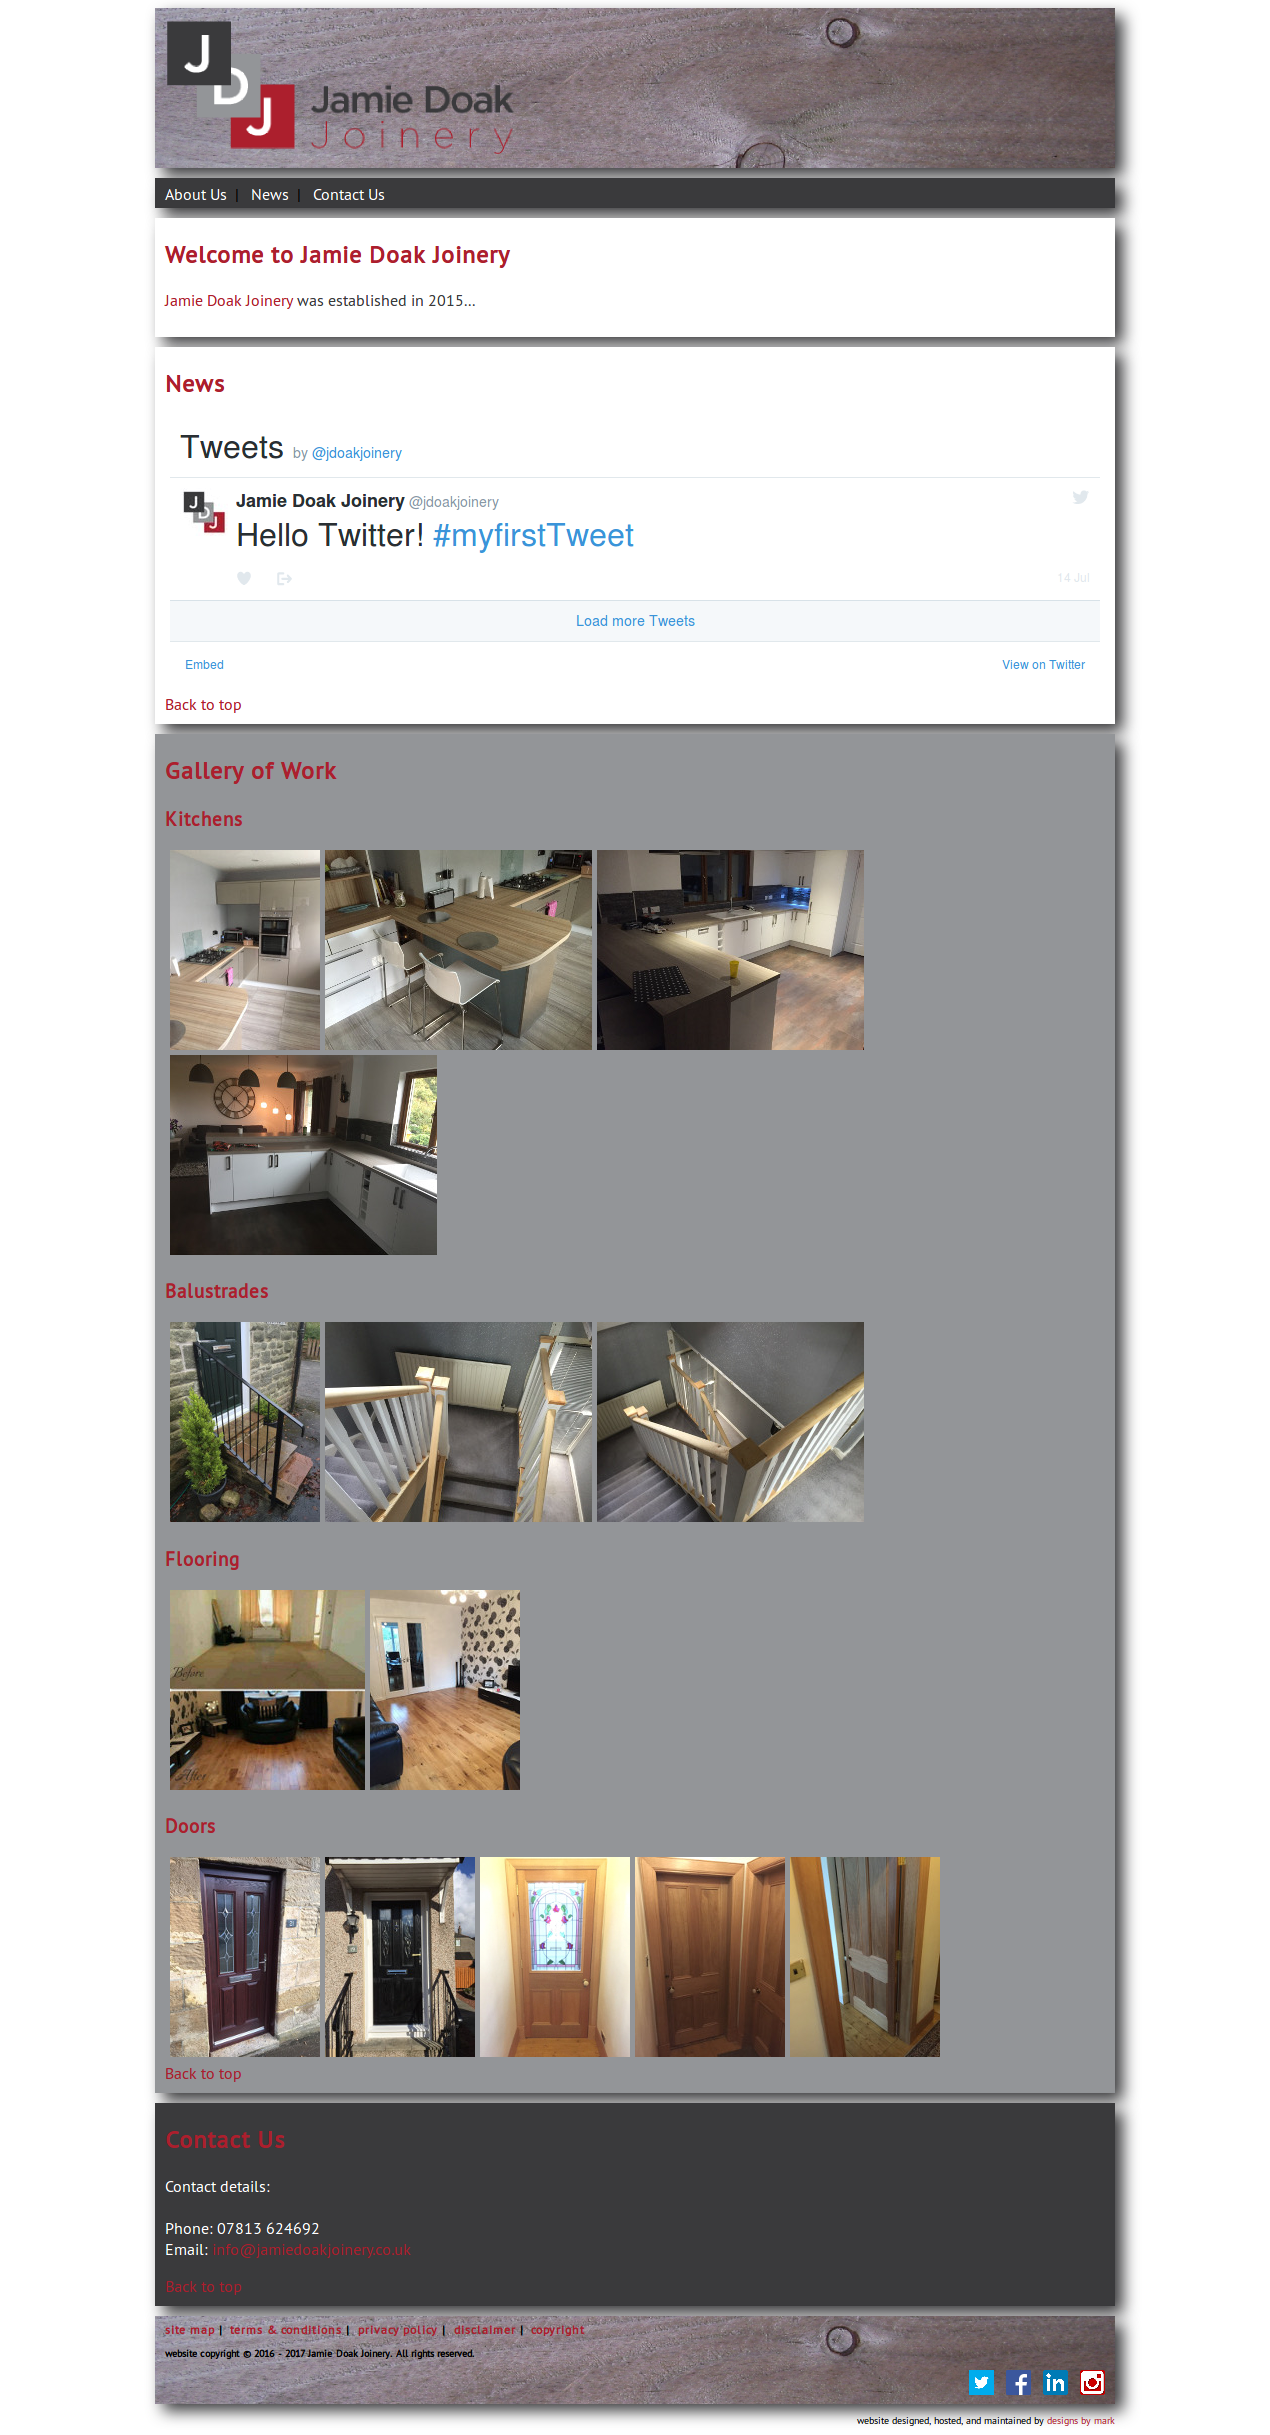 J
D
J
Jamie Doak
Joinery
About Us | News | Contact Us
Welcome to Jamie Doak Joinery
Jamie Doak Joinery was established in 2015...
News
Tweets by @jdoakjoinery
J
D
J
Jamie Doak Joinery @jdoakjoinery
Hello Twitter! #myfirstTweet
14 Jul
Load more Tweets
Embed
View on Twitter
Back to top
Gallery of Work
Kitchens
Balustrades
Flooring
Before
After
Doors
Back to top
Contact Us
Contact details:
Phone: 07813 624692
Email: info@jamiedoakjoinery.co.uk
Back to top
site map | terms & conditions | privacy policy | disclaimer | copyright
website copyright © 2016 - 2017 Jamie Doak Joinery. All rights reserved.
website designed, hosted, and maintained by designs by mark